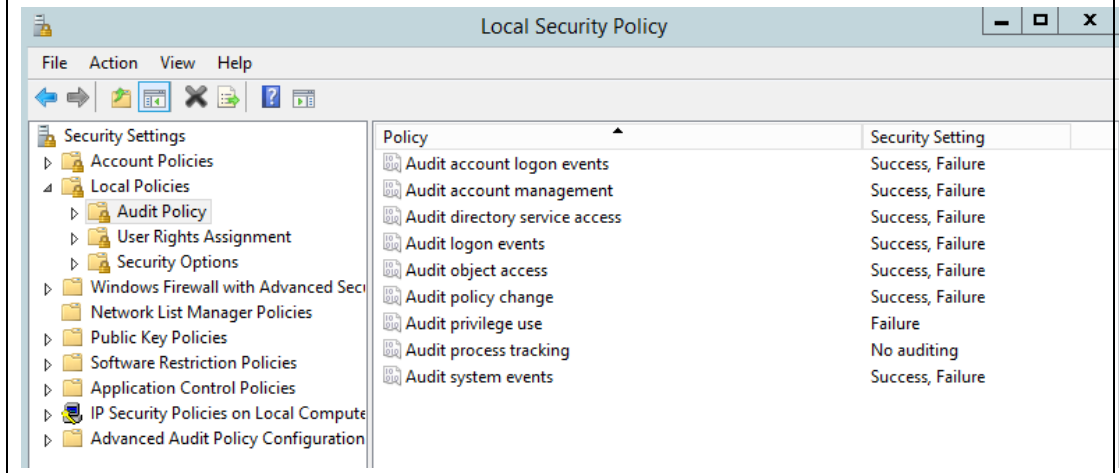 Local Security Policy
File Action View Help
Security Settings
Account Policies
Local Policies
Audit Policy
User Rights Assignment
Security Options
Windows Firewall with Advanced Secu
Network List Manager Policies
Public Key Policies
Software Restriction Policies
Application Control Policies
IP Security Policies on Local Compute
Advanced Audit Policy Configuration
Policy Security Setting
Audit account logon events Success, Failure
Audit account management Success, Failure
Audit directory service access Success, Failure
Audit logon events Success, Failure
Audit object access Success, Failure
Audit policy change Success, Failure
Audit privilege use Failure
Audit process tracking No auditing
Audit system events Success, Failure